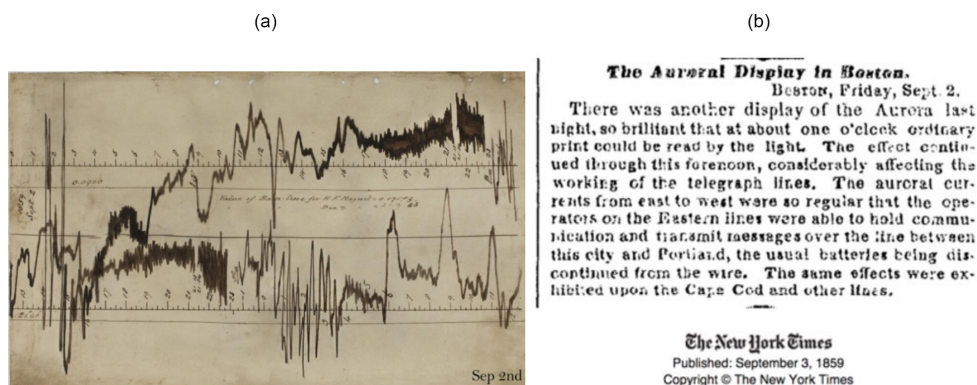 (a)
(b)
Value of Base Line for H.F. Magnet =
Sep 2nd
The Auroral Display in Boston.
BOSTON, Friday, Sept. 2.
There was another display of the Aurora last
night, so brilliant that at about one o'clock ordinary
print could be read by the light. The effect contin-
ued through this forenoon, considerably affecting the
working of the telegraph lines. The auroral cur-
rents from east to west were so regular that the ope-
rators on the Eastern lines were able to hold commu-
nication and transmit messages over the line between
this city and Portland, the usual batteries being dis-
continued from the wire. The same effects were ex-
hibited upon the Cape Cod and other lines.
The New York Times
Published: September 3, 1859
Copyright © The New York Times